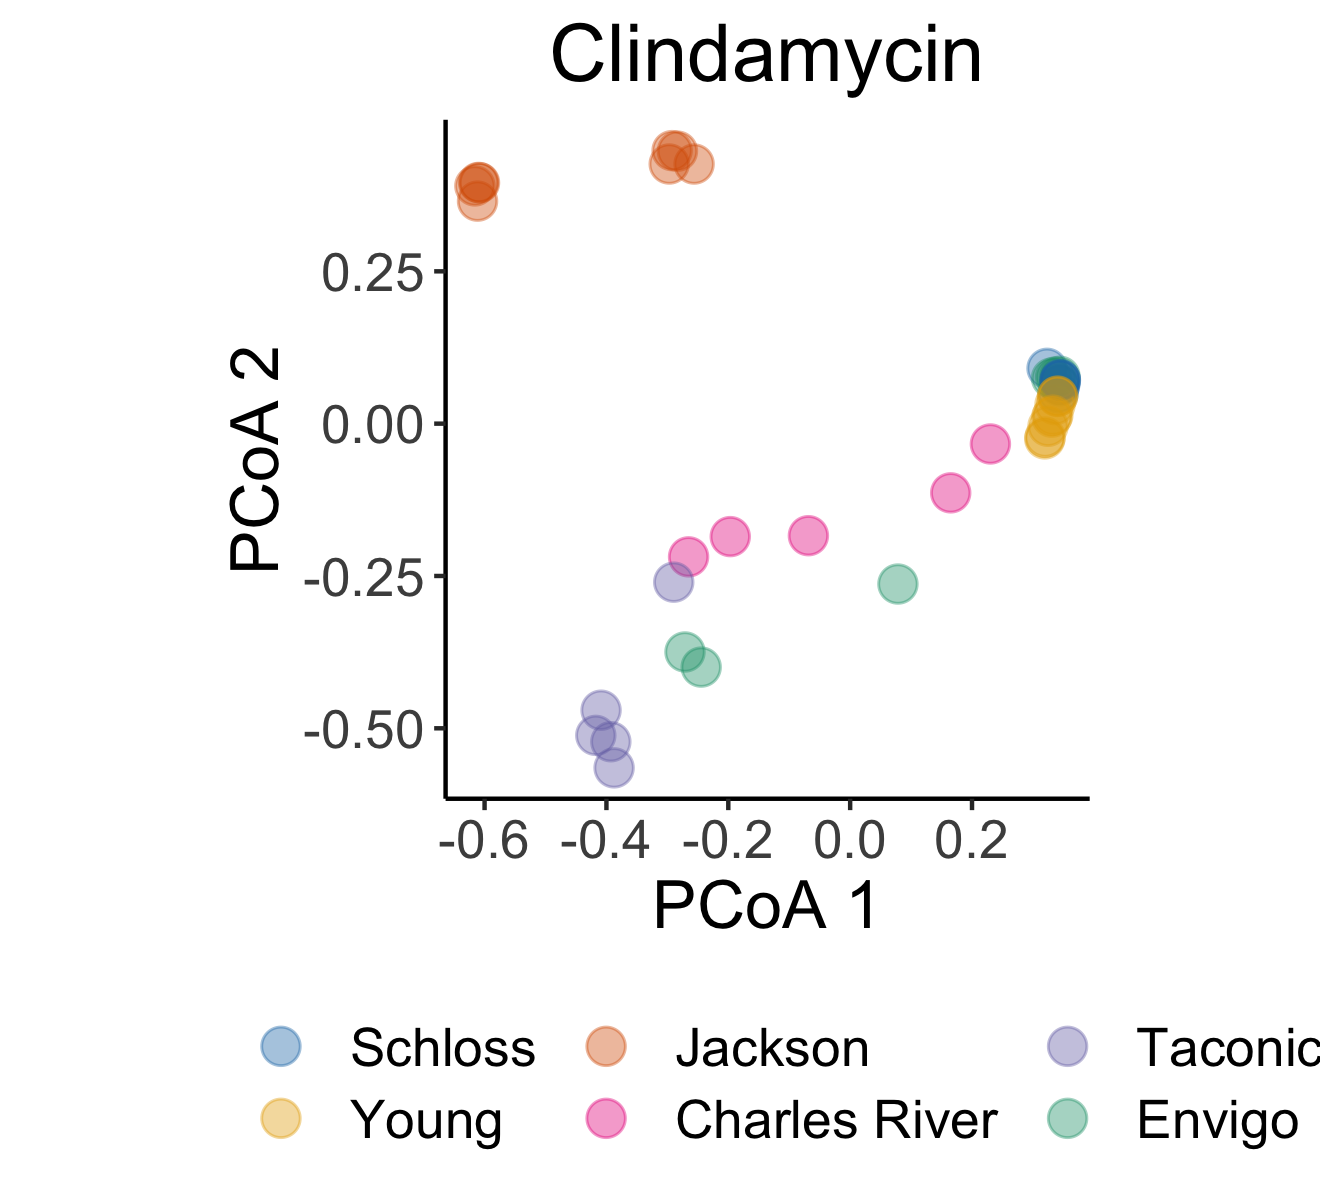 Clindamycin
0.25
0.00
-0.25
-0.50
PCoA 2
-0.6 -0.4 -0.2 0.0 0.2
PCoA 1
Schloss Jackson Taconic
Young Charles River Envigo